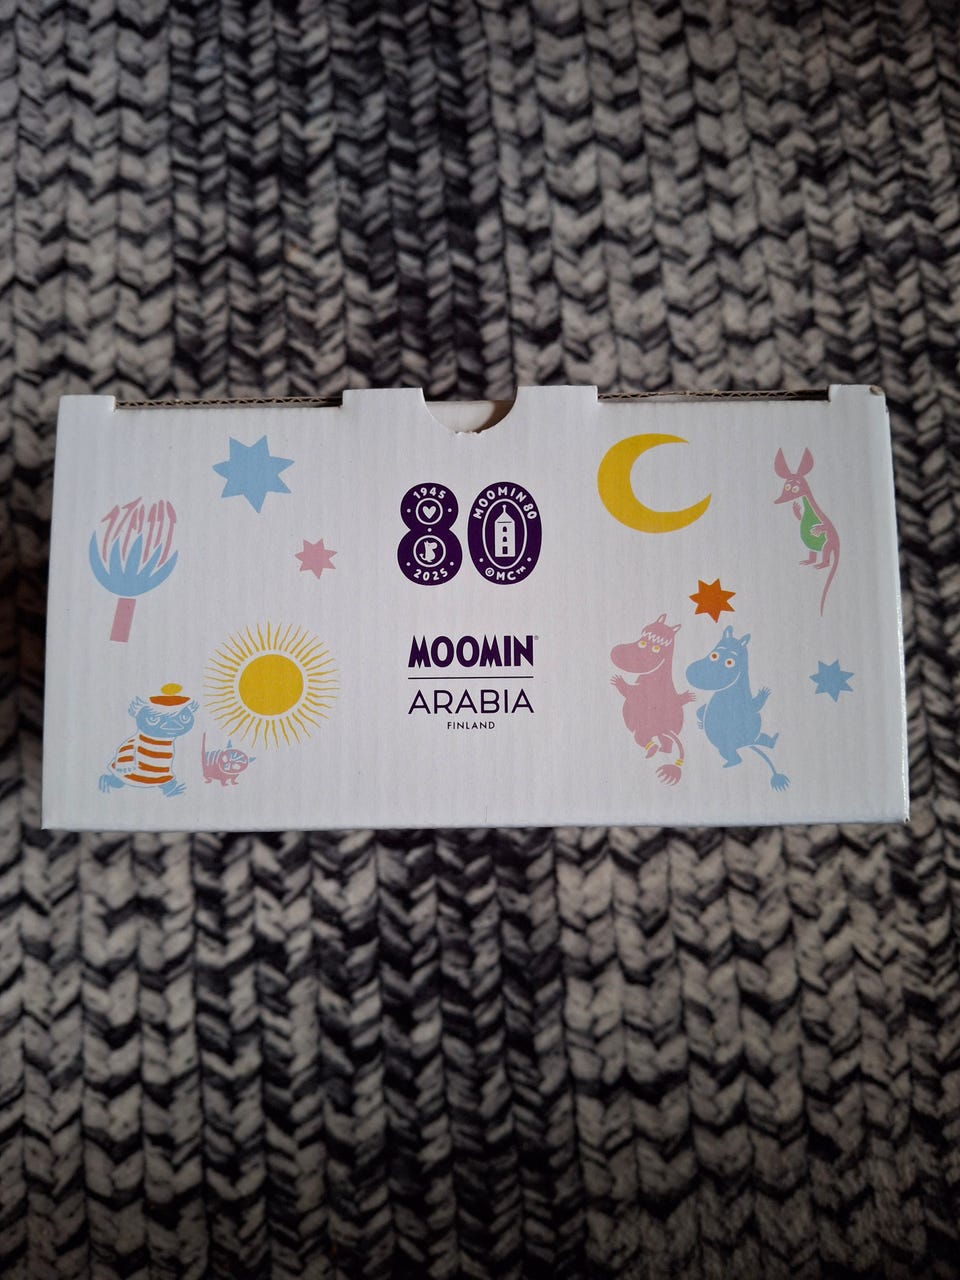 1945
80
2025
MOOMIN80
©MC™
MOOMIN®
ARABIA
FINLAND